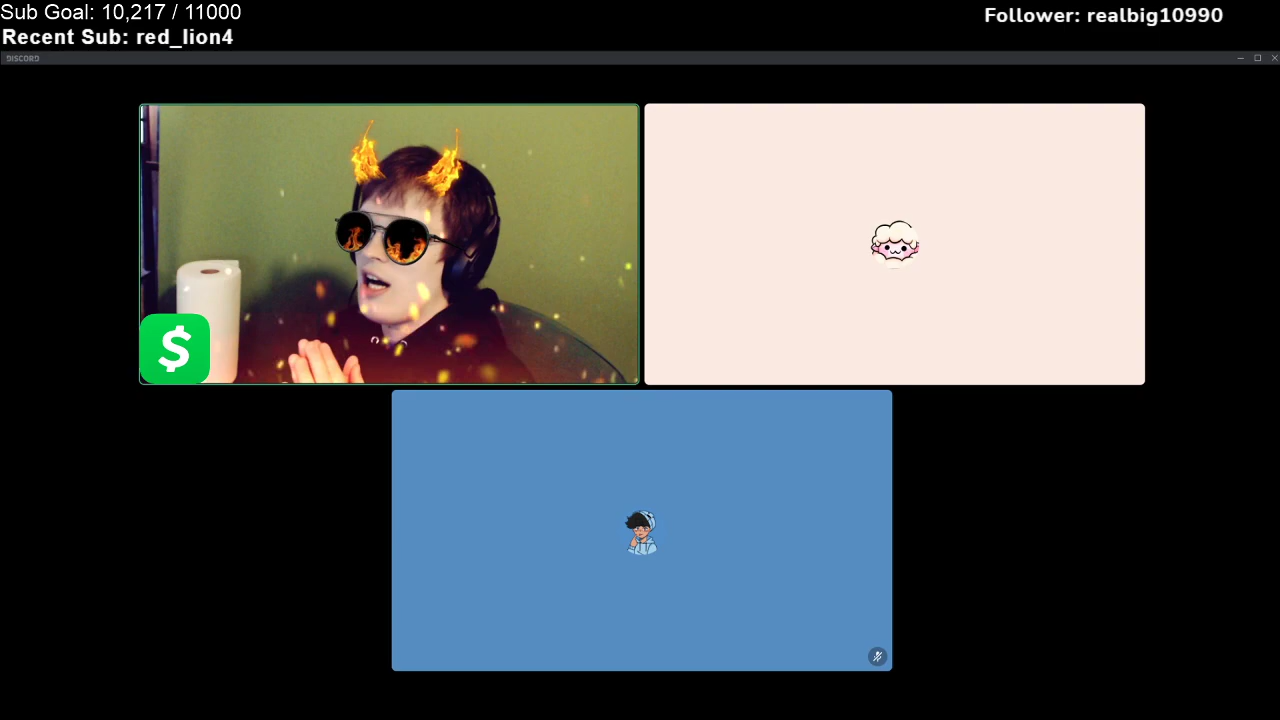 Sub Goal: 10,217 / 11000
Recent Sub: red_lion4
Follower: realbig10990
DISCORD
$